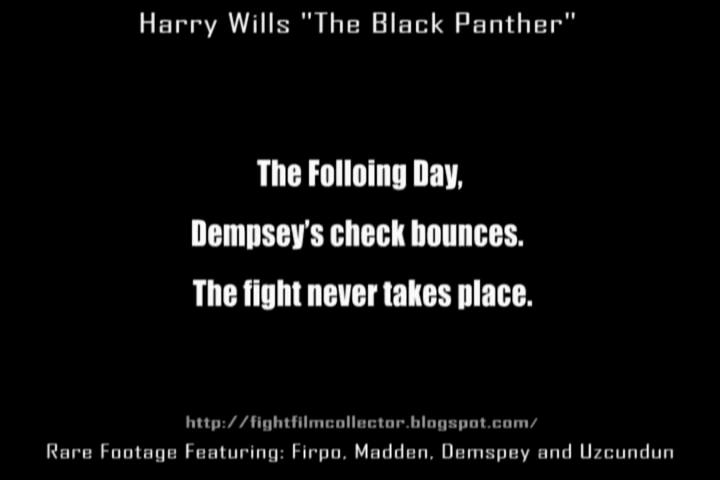 Harry Wills "The Black Panther"
The Folloing Day,
Dempsey's check bounces.
The fight never takes place.
http://fightfilmcollector.blogspot.com/
Rare Footage Featuring: Firpo, Madden, Demspey and Uzcundun